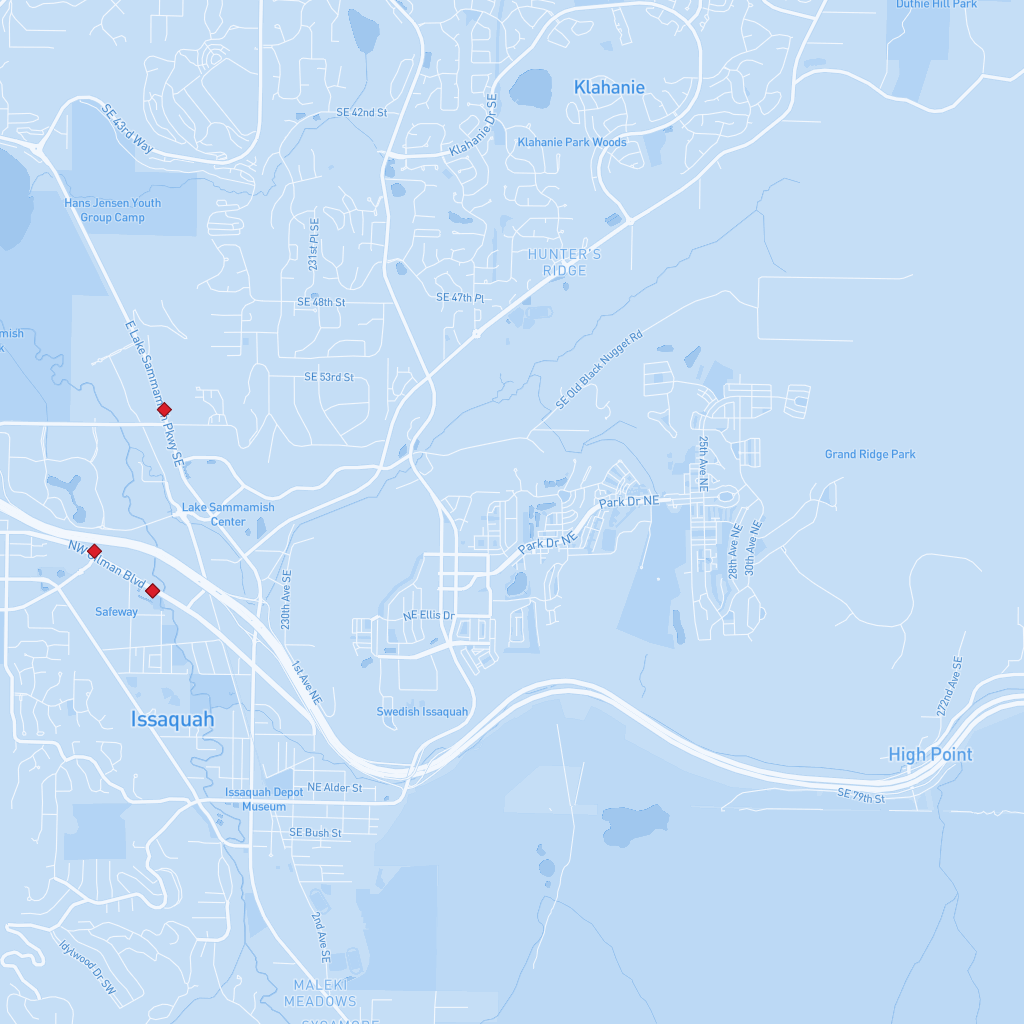 Duthie Hill Park
Klahanie
SE 43rd Way
SE 42nd St
Klahanie Dr SE
Klahanie Park Woods
Hans Jensen Youth
Group Camp
231st Pl SE
HUNTER'S
RIDGE
SE 48th St
SE 47th Pl
E Lake Sammamish Pkwy SE
SE Old Black Nugget Rd
SE 53rd St
25th Ave NE
Grand Ridge Park
Park Dr NE
Lake Sammamish
Center
Park Dr NE
28th Ave NE
30th Ave NE
NW Gilman Blvd
230th Ave SE
Safeway
NE Ellis Dr
1st Ave NE
272nd Ave SE
Swedish Issaquah
Issaquah
High Point
Issaquah Depot
Museum
NE Alder St
SE 79th St
SE Bush St
2nd Ave SE
Idylwood Dr SW
MALEKI
MEADOWS
SYCAMORE